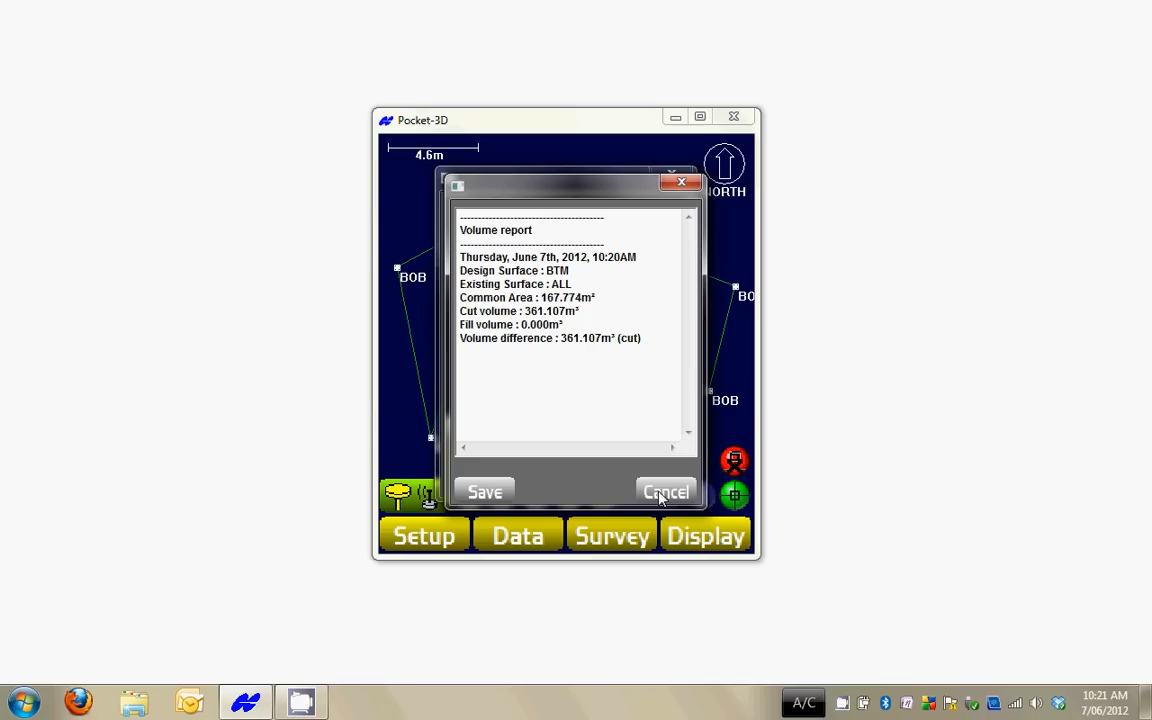 Pocket-3D
4.6m
NORTH
---------------------------------------
Volume report
---------------------------------------
Thursday, June 7th, 2012, 10:20AM
Design Surface : BTM
Existing Surface : ALL
Common Area : 167.774m²
Cut volume : 361.107m³
Fill volume : 0.000m³
Volume difference : 361.107m³ (cut)
BOB
BO
BOB
Save
Cancel
Setup
Data
Survey
Display
A/C
10:21 AM
7/06/2012